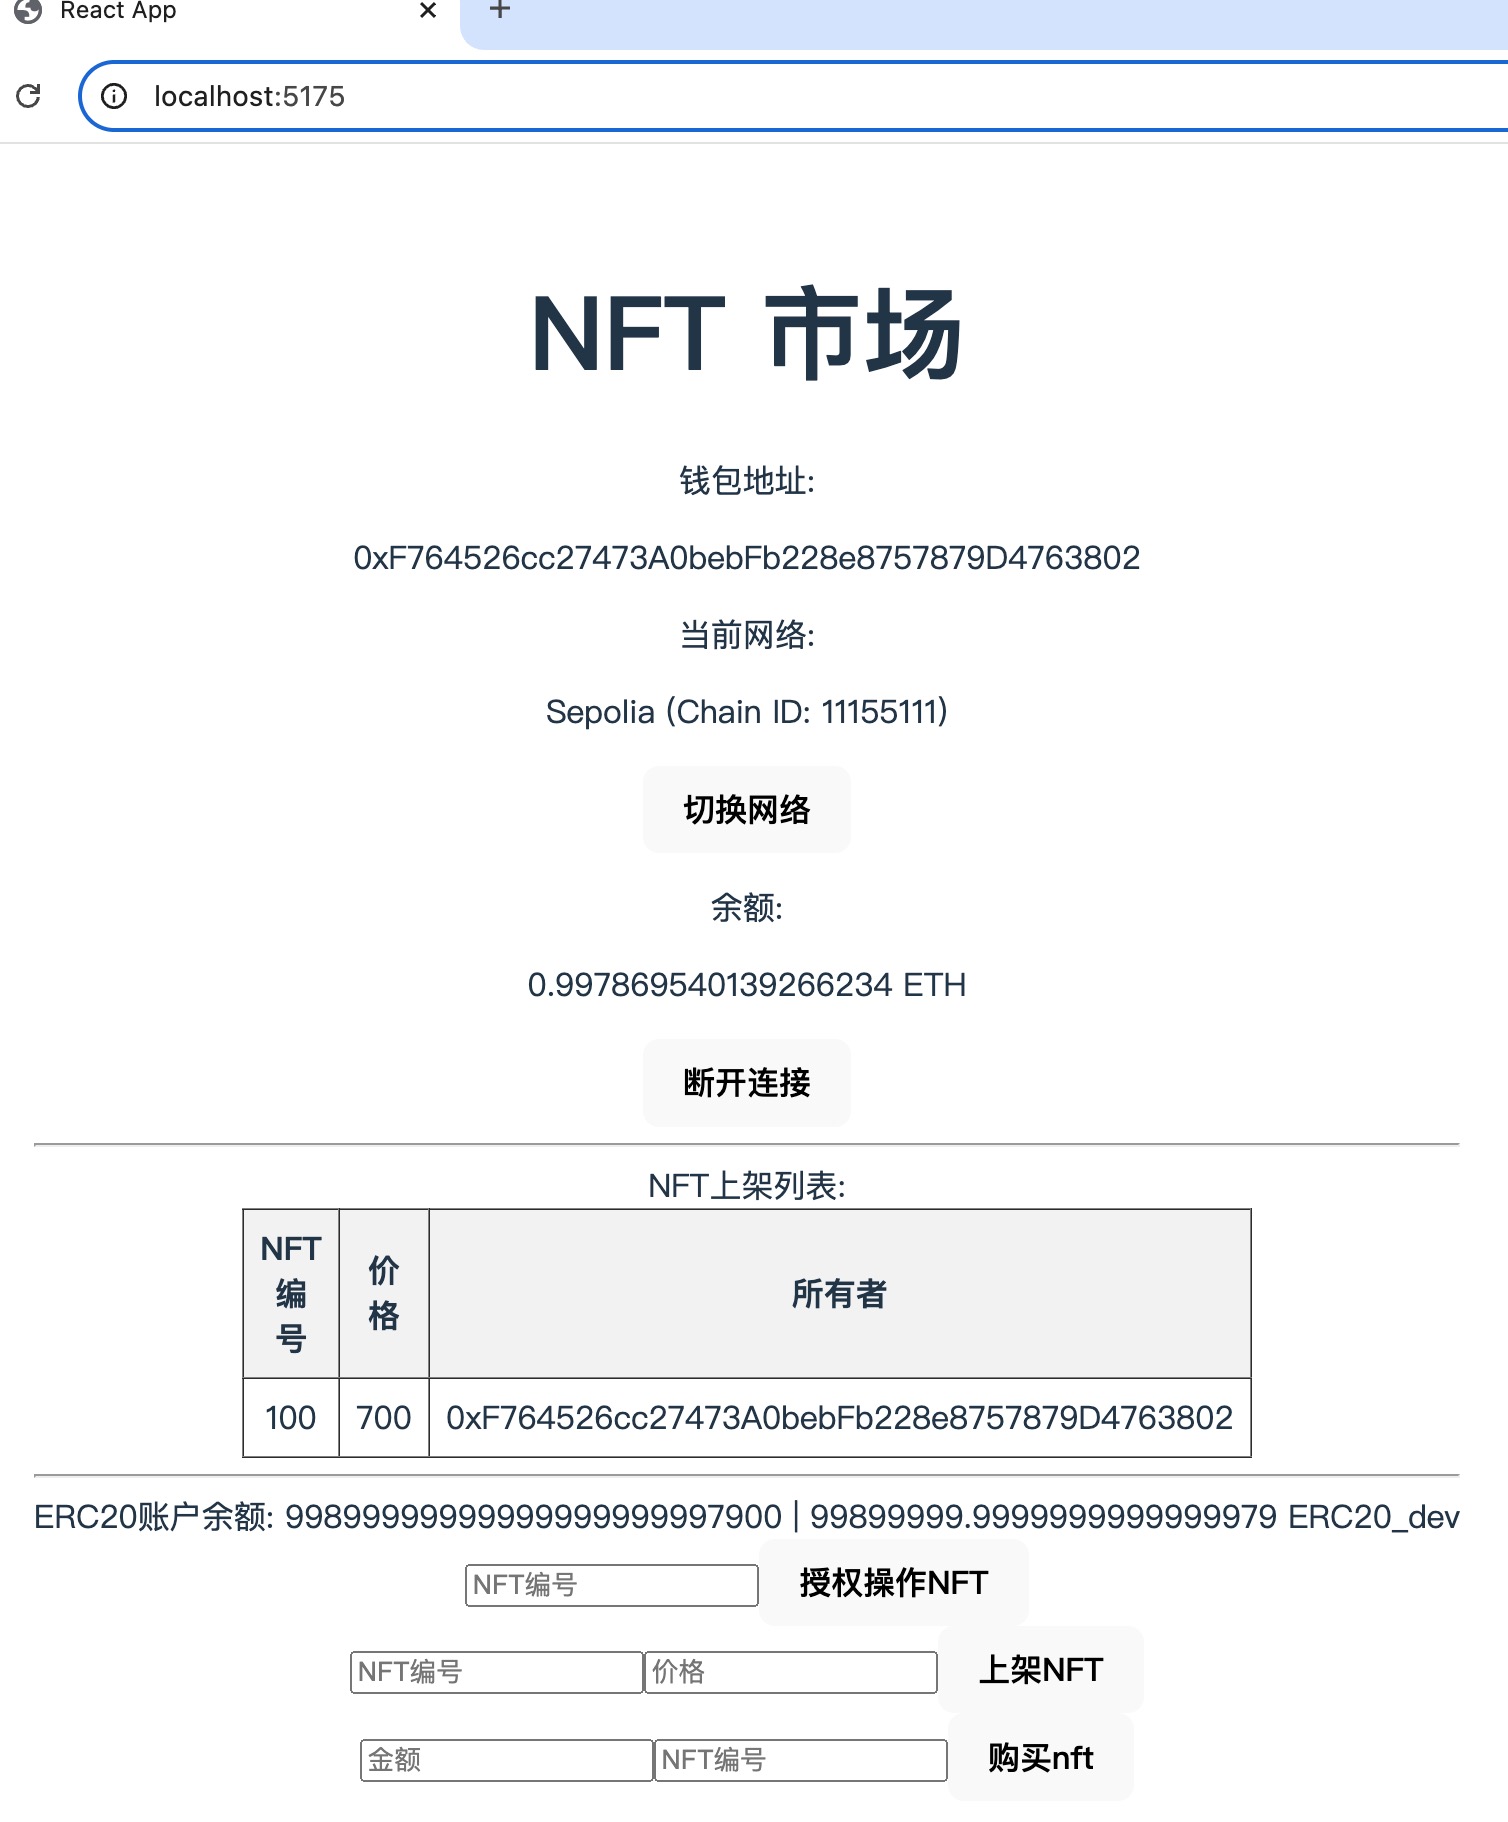 React App
localhost:5175
NFT 市场
钱包地址:
0xF764526cc27473A0bebFb228e8757879D4763802
当前网络:
Sepolia (Chain ID: 11155111)
切换网络
余额:
0.997869540139266234 ETH
断开连接
NFT上架列表:
NFT编号 价格 所有者
100 700 0xF764526cc27473A0bebFb228e8757879D4763802
ERC20账户余额: 99899999999999999999997900 | 99899999.9999999999999979 ERC20_dev
NFT编号 授权操作NFT
NFT编号 价格 上架NFT
金额 NFT编号 购买nft